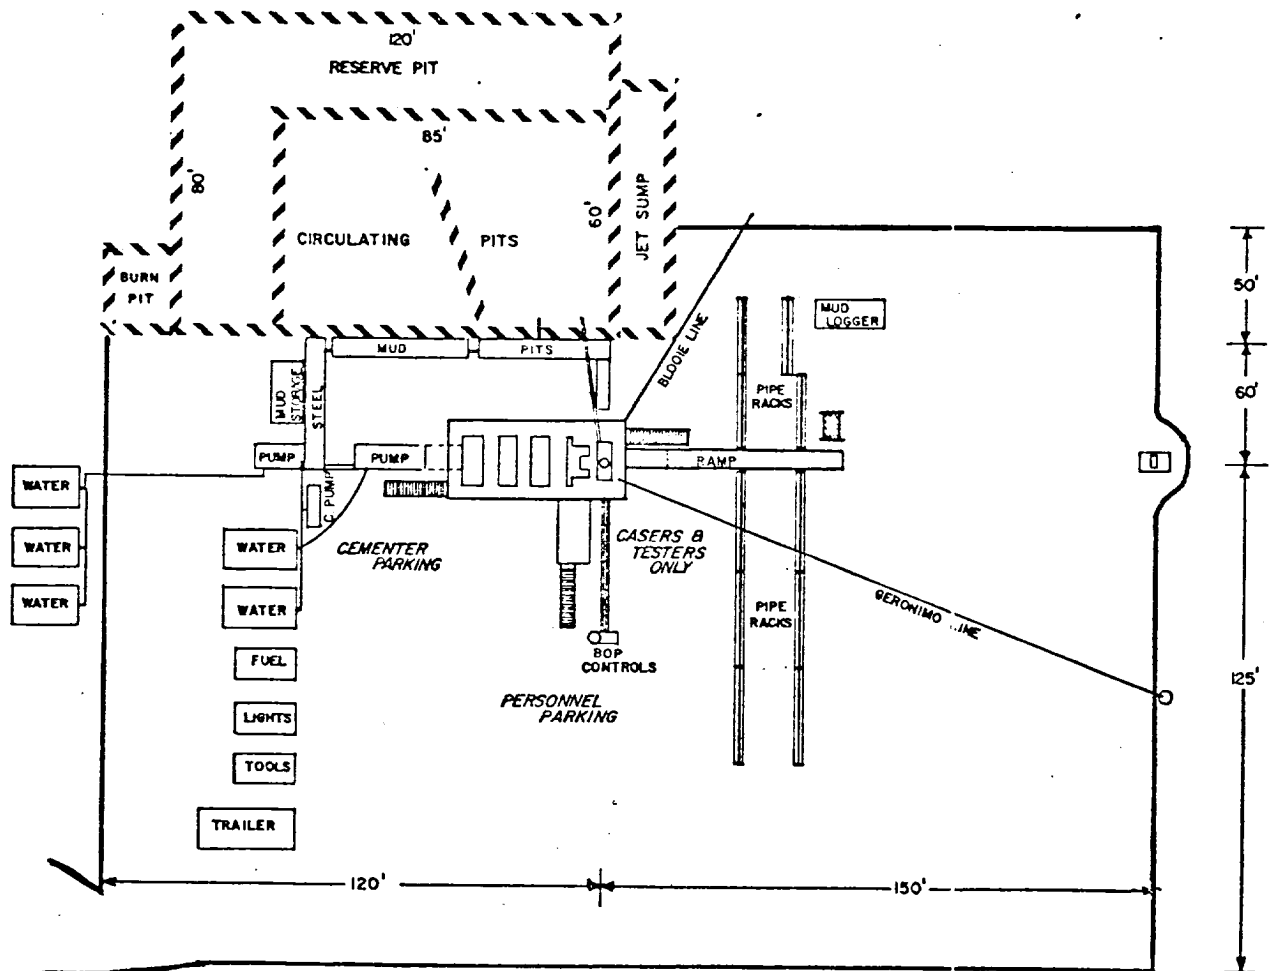 120'
RESERVE PIT
85'
80'
60'
JET SUMP
CIRCULATING PITS
BURN
PIT
50'
MUD
LOGGER
BLOOIE LINE
MUD PITS
MUD
STORAGE
STEEL
PIPE
RACKS
60'
PUMP
PUMP
RAMP
WATER
WATER
WATER
C PUMP
WATER
CEMENTER
PARKING
CASERS &
TESTERS
ONLY
WATER
PIPE
RACKS
GERONIMO LINE
FUEL
BOP
CONTROLS
125'
PERSONNEL
PARKING
LIGHTS
TOOLS
TRAILER
120'
150'